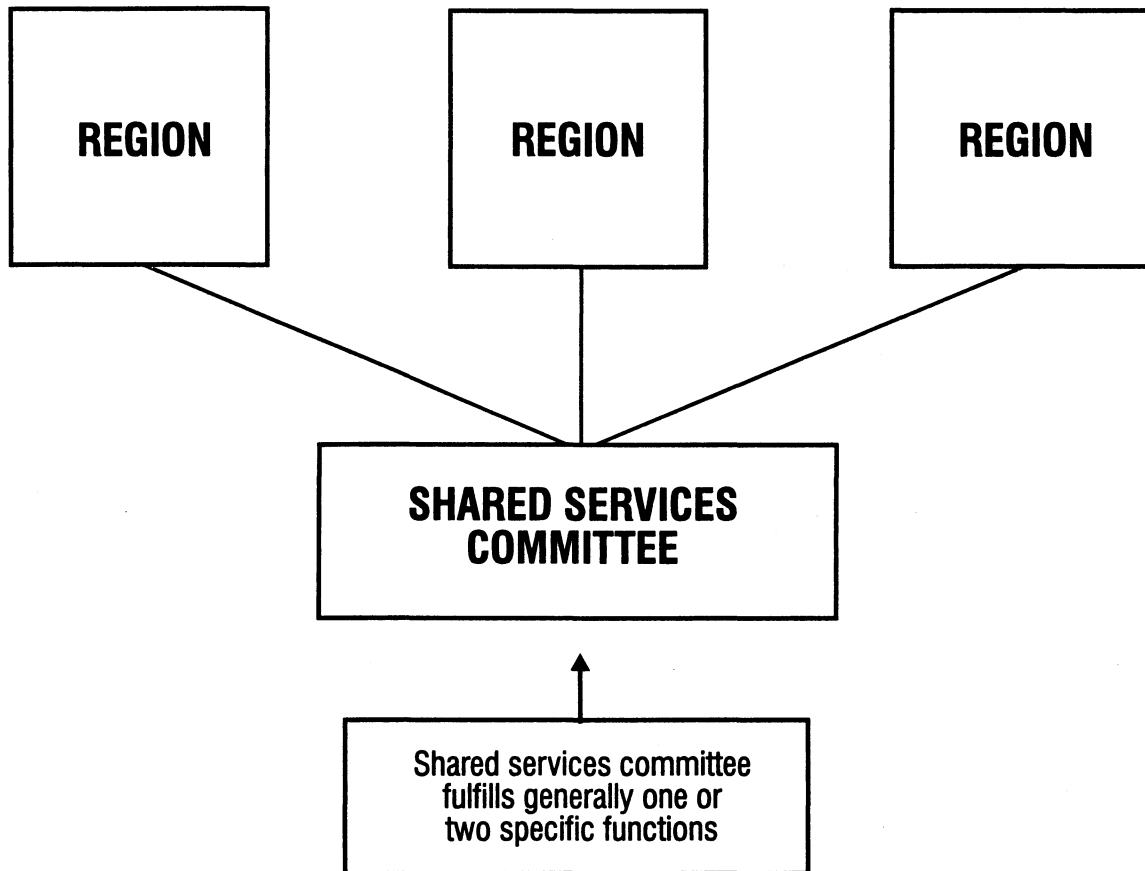 REGION
REGION
REGION
SHARED SERVICES
COMMITTEE
Shared services committee
fulfills generally one or
two specific functions